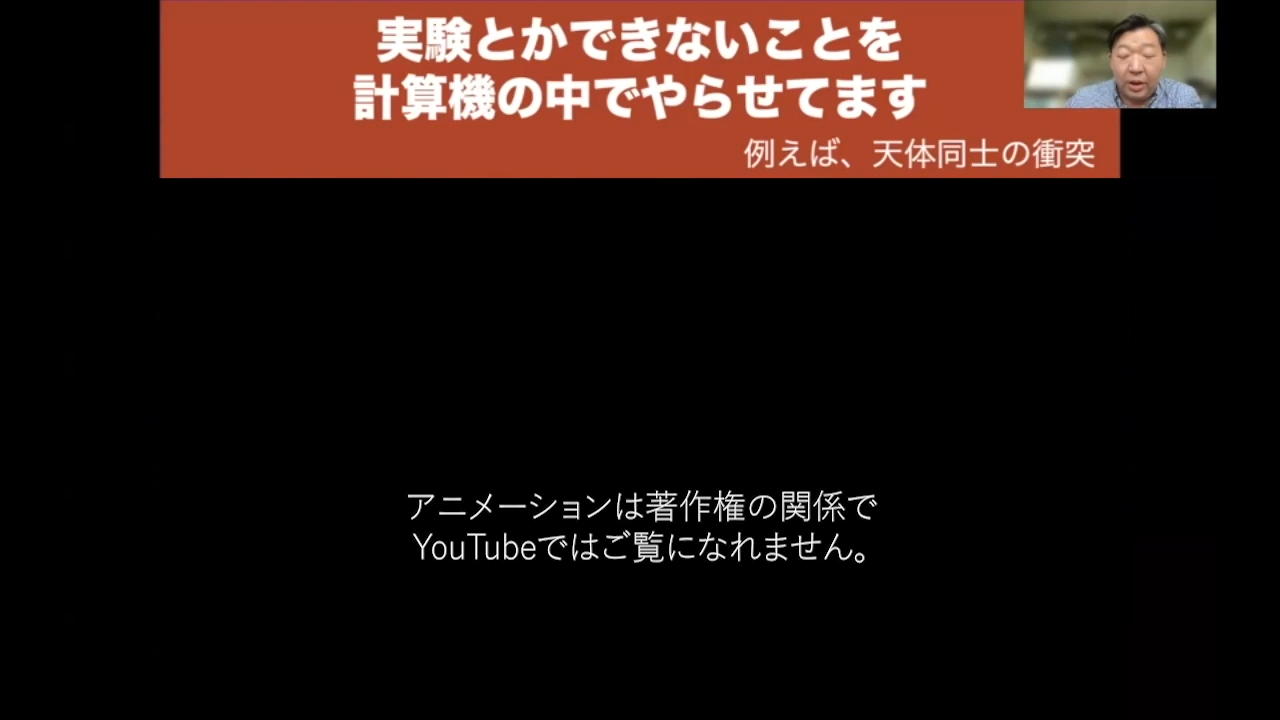 実験とかできないことを
計算機の中でやらせてます
例えば、天体同士の衝突
アニメーションは著作権の関係で
YouTubeではご覧になれません。